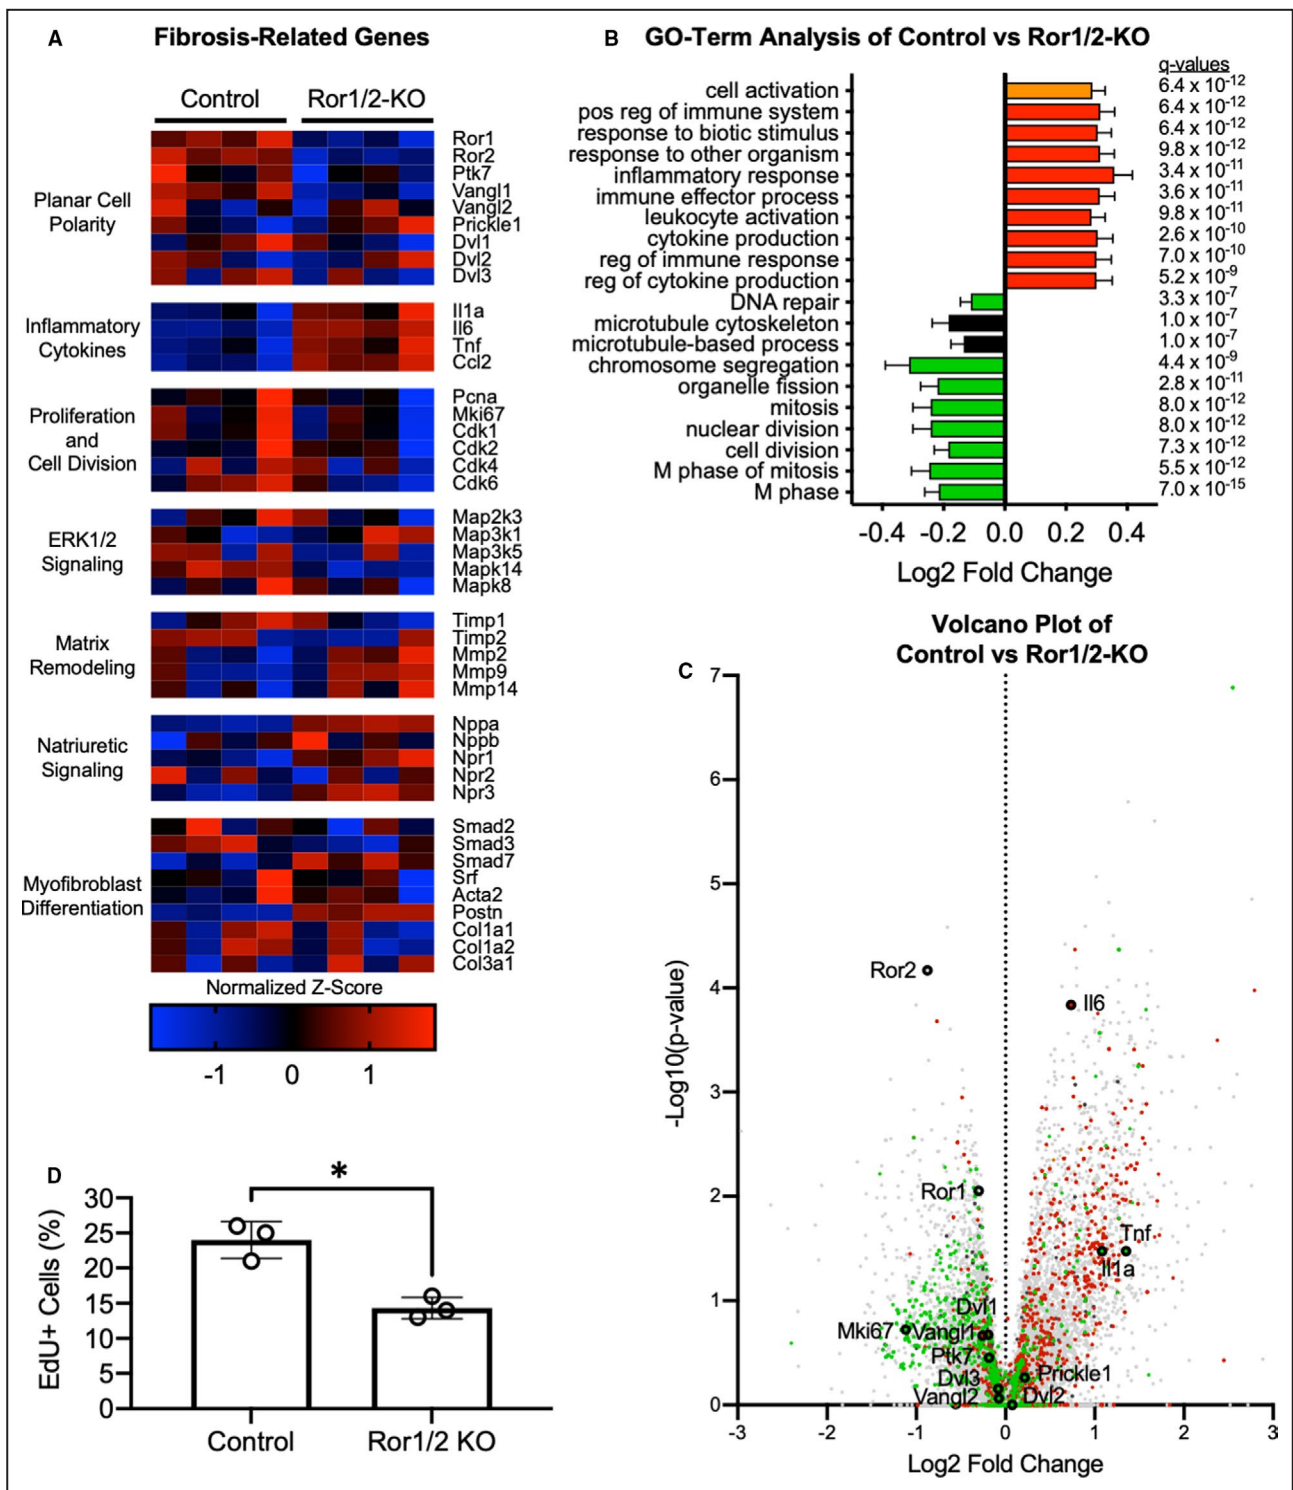 A
Fibrosis-Related Genes
Control
Ror1/2-KO
Planar Cell
Polarity
Ror1
Ror2
Ptk7
Vangl1
Vangl2
Prickle1
Dvl1
Dvl2
Dvl3
Inflammatory
Cytokines
Il1a
Il6
Tnf
Ccl2
Proliferation
and
Cell Division
Pcna
Mki67
Cdk1
Cdk2
Cdk4
Cdk6
ERK1/2
Signaling
Map2k3
Map3k1
Map3k5
Mapk14
Mapk8
Matrix
Remodeling
Timp1
Timp2
Mmp2
Mmp9
Mmp14
Natriuretic
Signaling
Nppa
Nppb
Npr1
Npr2
Npr3
Myofibroblast
Differentiation
Smad2
Smad3
Smad7
Srf
Acta2
Postn
Col1a1
Col1a2
Col3a1
Normalized Z-Score
-1 0 1
B
GO-Term Analysis of Control vs Ror1/2-KO
q-values
cell activation 6.4 x 10⁻¹²
pos reg of immune system 6.4 x 10⁻¹²
response to biotic stimulus 6.4 x 10⁻¹²
response to other organism 9.8 x 10⁻¹²
inflammatory response 3.4 x 10⁻¹¹
immune effector process 3.6 x 10⁻¹¹
leukocyte activation 9.8 x 10⁻¹¹
cytokine production 2.6 x 10⁻¹⁰
reg of immune response 7.0 x 10⁻¹⁰
reg of cytokine production 5.2 x 10⁻⁹
DNA repair 3.3 x 10⁻⁷
microtubule cytoskeleton 1.0 x 10⁻⁷
microtubule-based process 1.0 x 10⁻⁷
chromosome segregation 4.4 x 10⁻⁹
organelle fission 2.8 x 10⁻¹¹
mitosis 8.0 x 10⁻¹²
nuclear division 8.0 x 10⁻¹²
cell division 7.3 x 10⁻¹²
M phase of mitosis 5.5 x 10⁻¹²
M phase 7.0 x 10⁻¹⁵
-0.4 -0.2 0.0 0.2 0.4
Log2 Fold Change
C
Volcano Plot of
Control vs Ror1/2-KO
-Log10(p-value)
7
6
5
4
3
2
1
0
Ror2
Il6
Ror1
Tnf
Il1a
Dvl1
Mki67
Vangl1
Ptk7
Dvl3
Prickle1
Vangl2
Dvl2
-3 -2 -1 0 1 2 3
Log2 Fold Change
D
*
EdU+ Cells (%)
30
25
20
15
10
5
0
Control
Ror1/2 KO